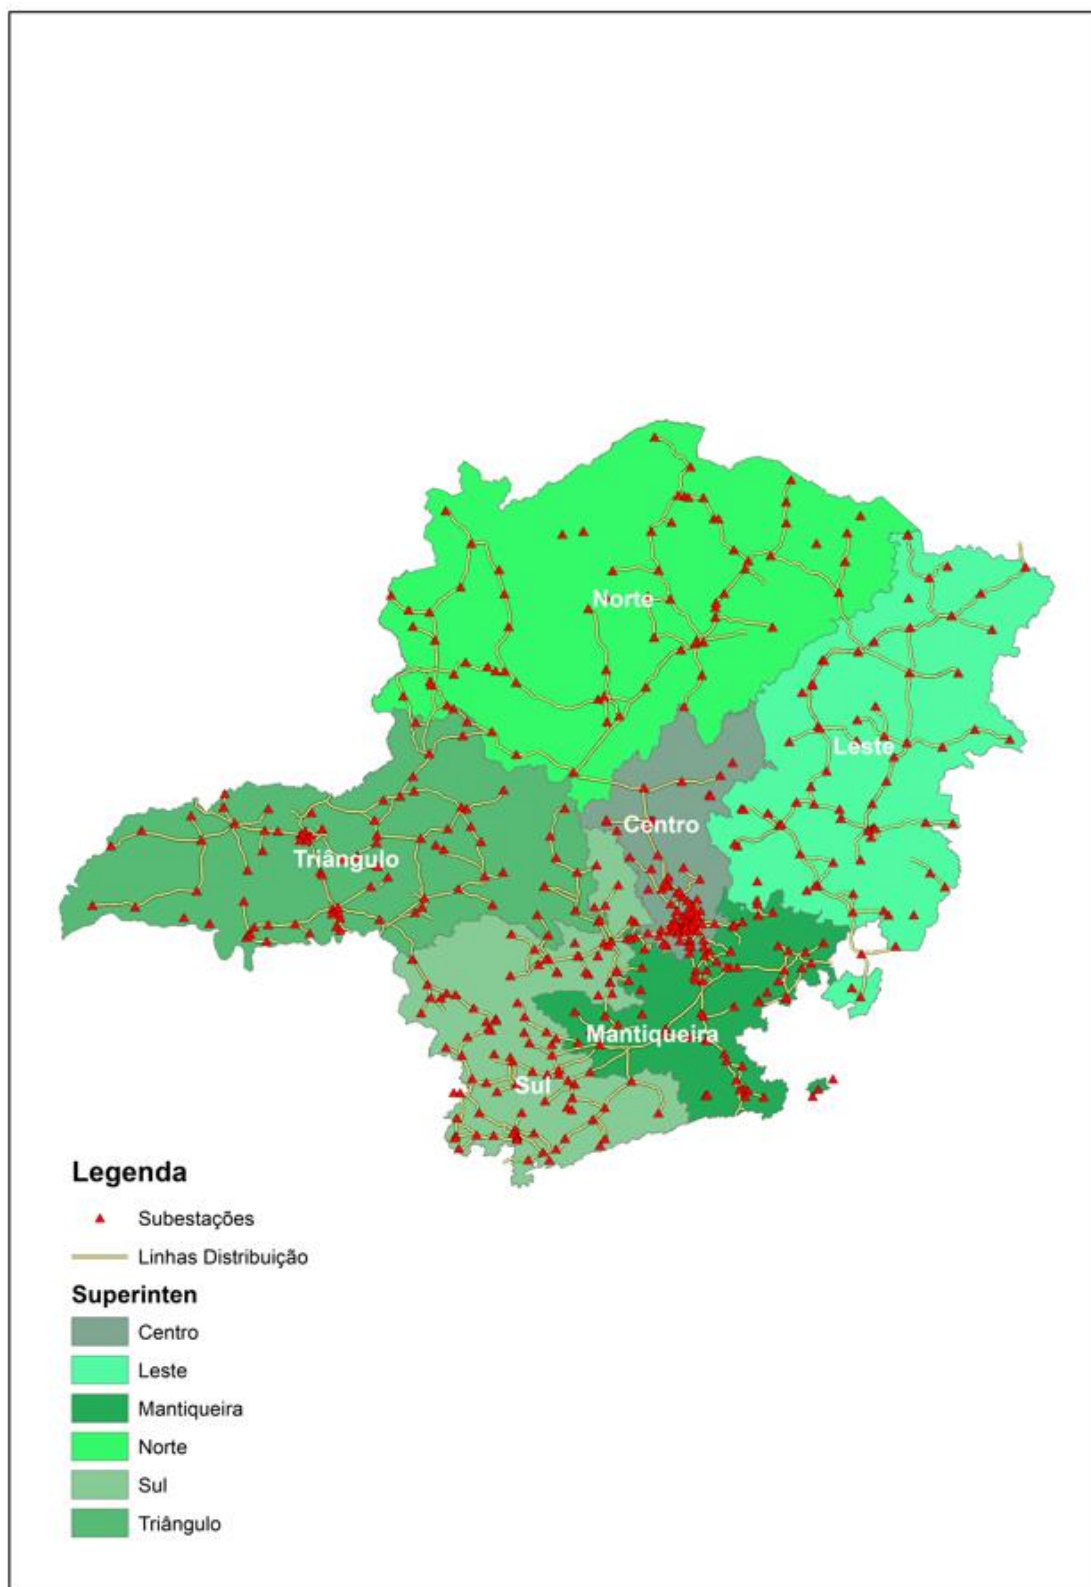 Norte
Leste
Centro
Triângulo
Mantiqueira
Sul
Legenda
Subestações
Linhas Distribuição
Superinten
Centro
Leste
Mantiqueira
Norte
Sul
Triângulo